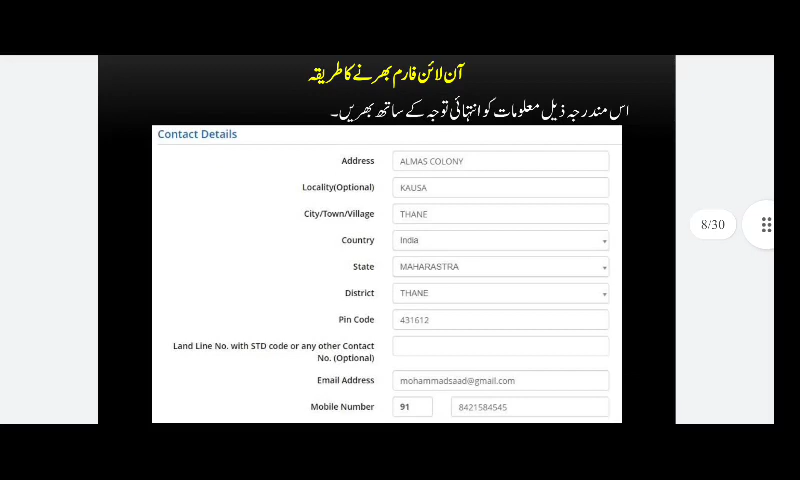 آن لائن فارم بھرنے کا طریقہ
اس مندرجہ ذیل معلومات کو انتہائی توجہ کے ساتھ بھریں۔
Contact Details
Address ALMAS COLONY
Locality(Optional) KAUSA
City/Town/Village THANE
Country India
State MAHARASTRA
District THANE
Pin Code 431612
Land Line No. with STD code or any other Contact
No. (Optional)
Email Address mohammadsaad@gmail.com
Mobile Number 91 8421584545
8/30